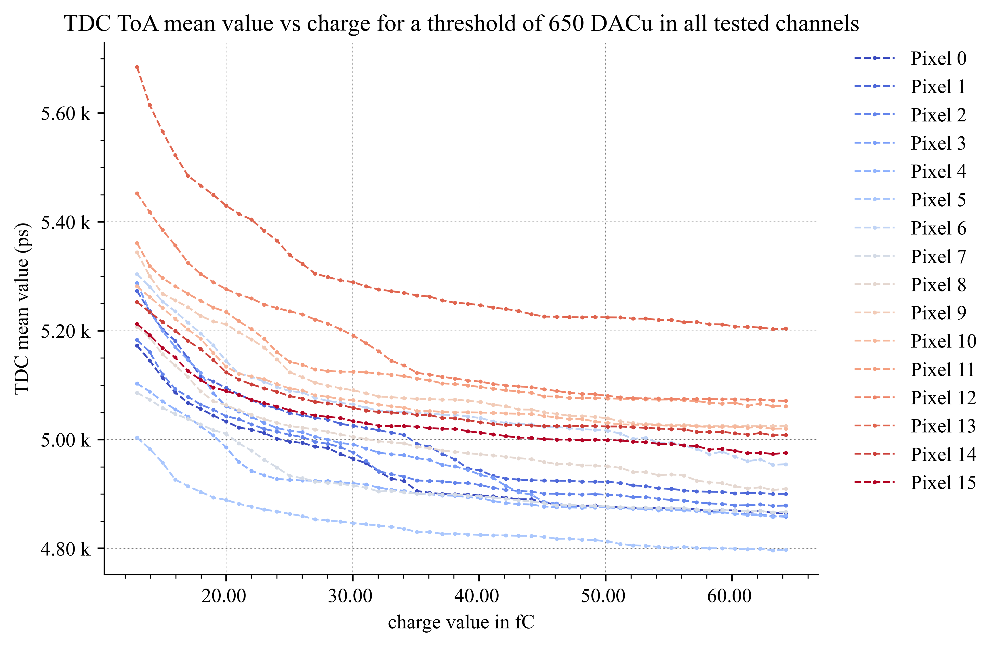 TDC ToA mean value vs charge for a threshold of 650 DACu in all tested channels
TDC mean value (ps)
5.60 k
5.40 k
5.20 k
5.00 k
4.80 k
20.00
30.00
40.00
50.00
60.00
charge value in fC
Pixel 0
Pixel 1
Pixel 2
Pixel 3
Pixel 4
Pixel 5
Pixel 6
Pixel 7
Pixel 8
Pixel 9
Pixel 10
Pixel 11
Pixel 12
Pixel 13
Pixel 14
Pixel 15